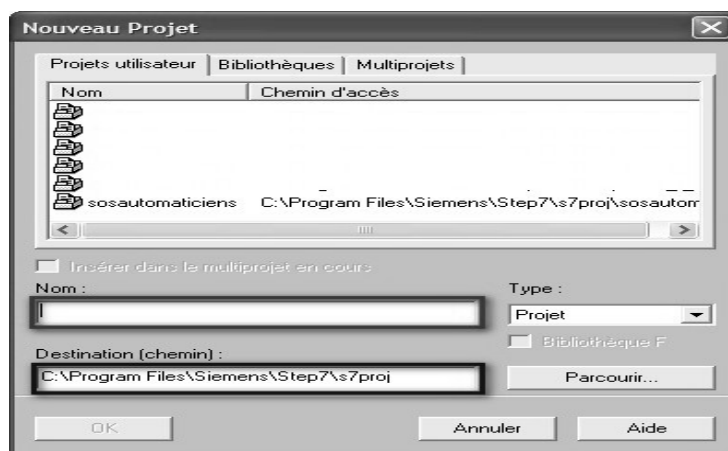 Nouveau Projet
Projets utilisateur Bibliothèques Multiprojets
Nom Chemin d'accès
sosautomaticiens C:\Program Files\Siemens\Step7\s7proj\sosautom
Insérer dans le multiprojet en cours
Nom :
Type :
Projet
Bibliothèque F
Destination (chemin) :
C:\Program Files\Siemens\Step7\s7proj
Parcourir...
OK Annuler Aide